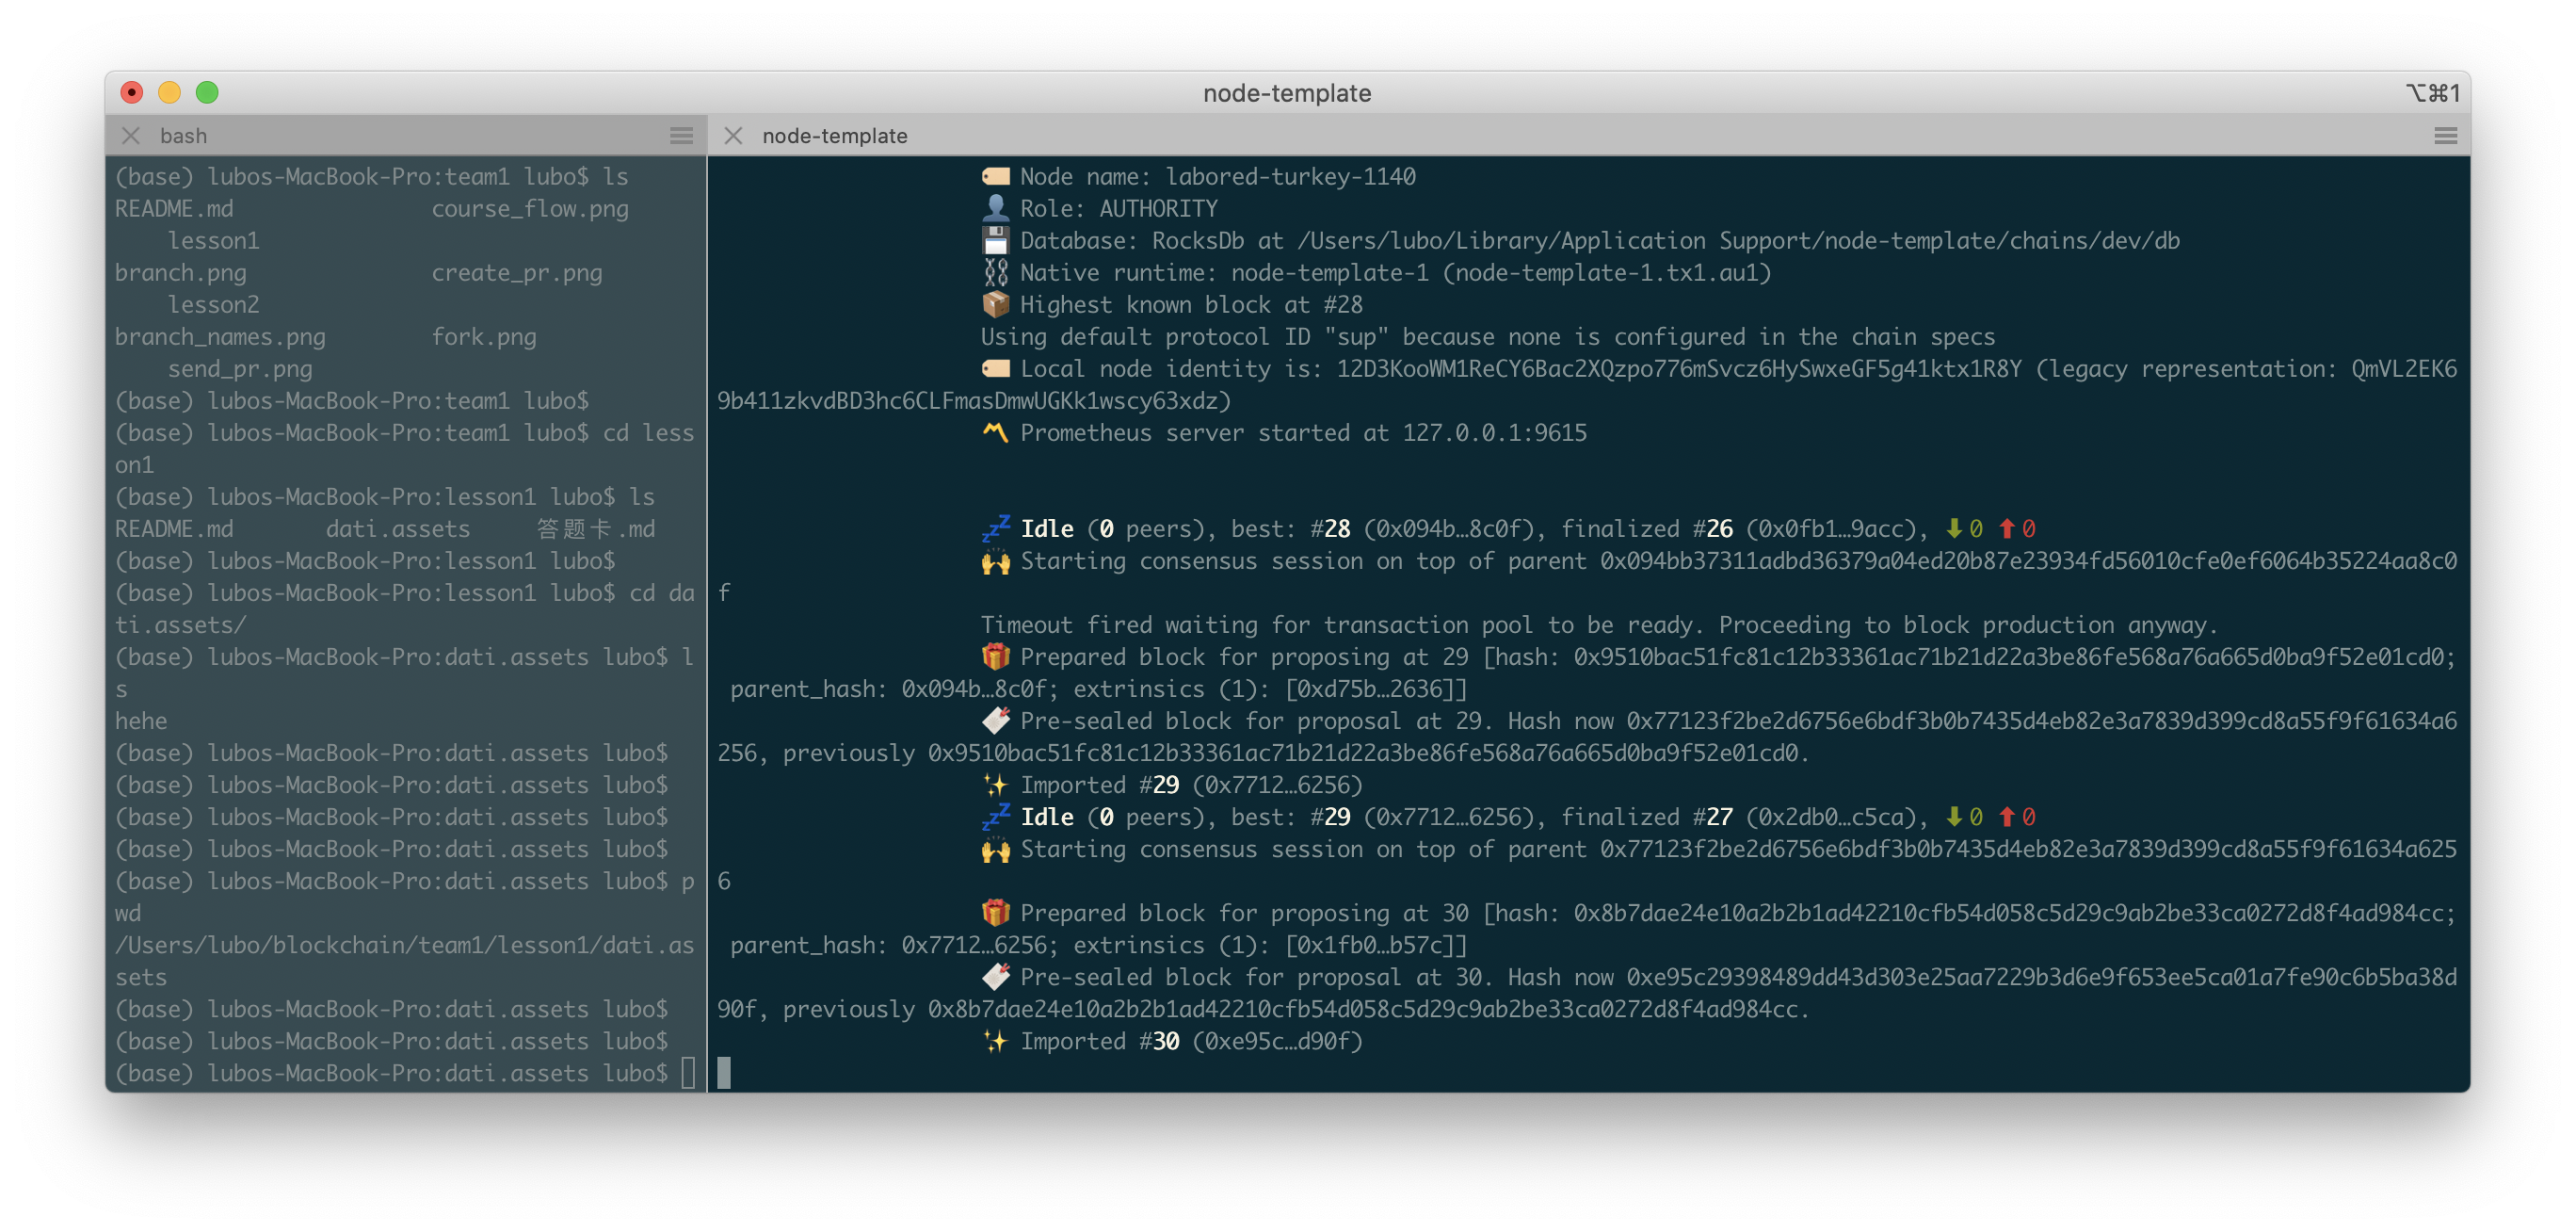 node-template
⌥⌘1
bash
(base) lubos-MacBook-Pro:team1 lubo$ ls
README.md course_flow.png
lesson1
branch.png create_pr.png
lesson2
branch_names.png fork.png
send_pr.png
(base) lubos-MacBook-Pro:team1 lubo$
(base) lubos-MacBook-Pro:team1 lubo$ cd less
on1
(base) lubos-MacBook-Pro:lesson1 lubo$ ls
README.md dati.assets 答题卡.md
(base) lubos-MacBook-Pro:lesson1 lubo$
(base) lubos-MacBook-Pro:lesson1 lubo$ cd da
ti.assets/
(base) lubos-MacBook-Pro:dati.assets lubo$ l
s
hehe
(base) lubos-MacBook-Pro:dati.assets lubo$
(base) lubos-MacBook-Pro:dati.assets lubo$
(base) lubos-MacBook-Pro:dati.assets lubo$
(base) lubos-MacBook-Pro:dati.assets lubo$
(base) lubos-MacBook-Pro:dati.assets lubo$ p
wd
/Users/lubo/blockchain/team1/lesson1/dati.as
sets
(base) lubos-MacBook-Pro:dati.assets lubo$
(base) lubos-MacBook-Pro:dati.assets lubo$
(base) lubos-MacBook-Pro:dati.assets lubo$
node-template
Node name: labored-turkey-1140
Role: AUTHORITY
Database: RocksDb at /Users/lubo/Library/Application Support/node-template/chains/dev/db
Native runtime: node-template-1 (node-template-1.tx1.au1)
Highest known block at #28
Using default protocol ID "sup" because none is configured in the chain specs
Local node identity is: 12D3KooWM1ReCY6Bac2XQzpo776mSvcz6HySwxeGF5g41ktx1R8Y (legacy representation: QmVL2EK6
9b411zkvdBD3hc6CLFmasDmwUGKk1wscy63xdz)
Prometheus server started at 127.0.0.1:9615
💤 Idle (0 peers), best: #28 (0x094b…8c0f), finalized #26 (0x0fb1…9acc), ⬇0 ⬆0
Starting consensus session on top of parent 0x094bb37311adbd36379a04ed20b87e23934fd56010cfe0ef6064b35224aa8c0
f
Timeout fired waiting for transaction pool to be ready. Proceeding to block production anyway.
Prepared block for proposing at 29 [hash: 0x9510bac51fc81c12b33361ac71b21d22a3be86fe568a76a665d0ba9f52e01cd0;
parent_hash: 0x094b…8c0f; extrinsics (1): [0xd75b…2636]]
Pre-sealed block for proposal at 29. Hash now 0x77123f2be2d6756e6bdf3b0b7435d4eb82e3a7839d399cd8a55f9f61634a6
256, previously 0x9510bac51fc81c12b33361ac71b21d22a3be86fe568a76a665d0ba9f52e01cd0.
Imported #29 (0x7712…6256)
💤 Idle (0 peers), best: #29 (0x7712…6256), finalized #27 (0x2db0…c5ca), ⬇0 ⬆0
Starting consensus session on top of parent 0x77123f2be2d6756e6bdf3b0b7435d4eb82e3a7839d399cd8a55f9f61634a625
6
Prepared block for proposing at 30 [hash: 0x8b7dae24e10a2b2b1ad42210cfb54d058c5d29c9ab2be33ca0272d8f4ad984cc;
parent_hash: 0x7712…6256; extrinsics (1): [0x1fb0…b57c]]
Pre-sealed block for proposal at 30. Hash now 0xe95c29398489dd43d303e25aa7229b3d6e9f653ee5ca01a7fe90c6b5ba38d
90f, previously 0x8b7dae24e10a2b2b1ad42210cfb54d058c5d29c9ab2be33ca0272d8f4ad984cc.
Imported #30 (0xe95c…d90f)